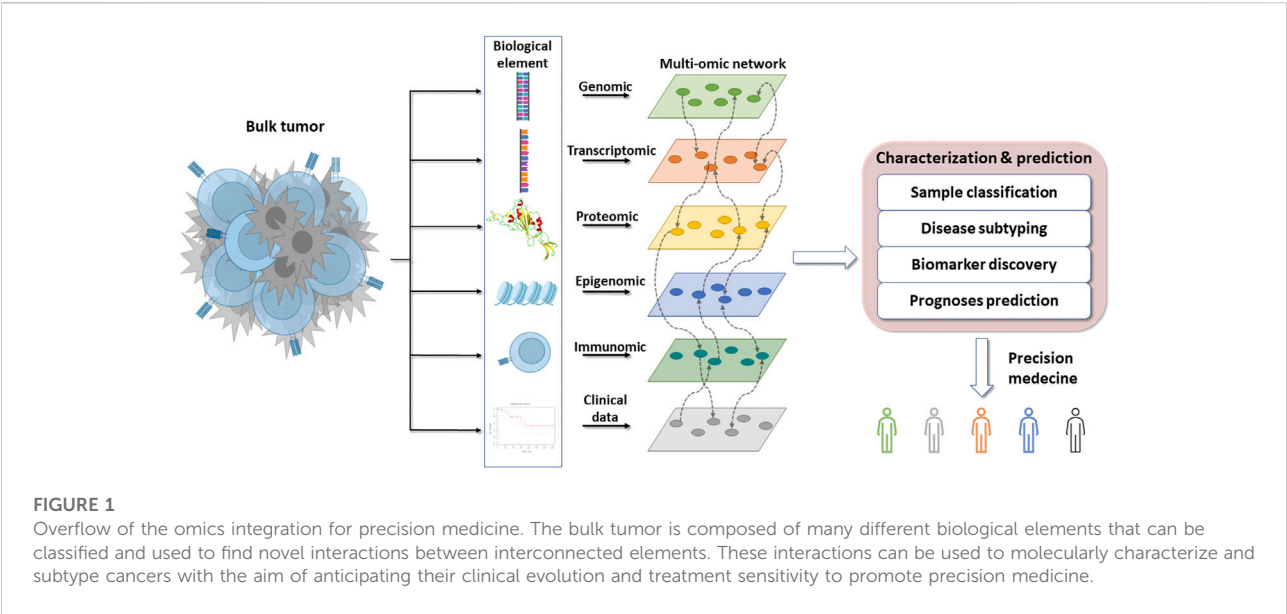 Biological
element
Multi-omic network
Bulk tumor
Genomic
Transcriptomic
Proteomic
Epigenomic
Immunomic
Clinical
data
Characterization & prediction
Sample classification
Disease subtyping
Biomarker discovery
Prognoses prediction
Precision
medecine
FIGURE 1
Overflow of the omics integration for precision medicine. The bulk tumor is composed of many different biological elements that can be
classified and used to find novel interactions between interconnected elements. These interactions can be used to molecularly characterize and
subtype cancers with the aim of anticipating their clinical evolution and treatment sensitivity to promote precision medicine.